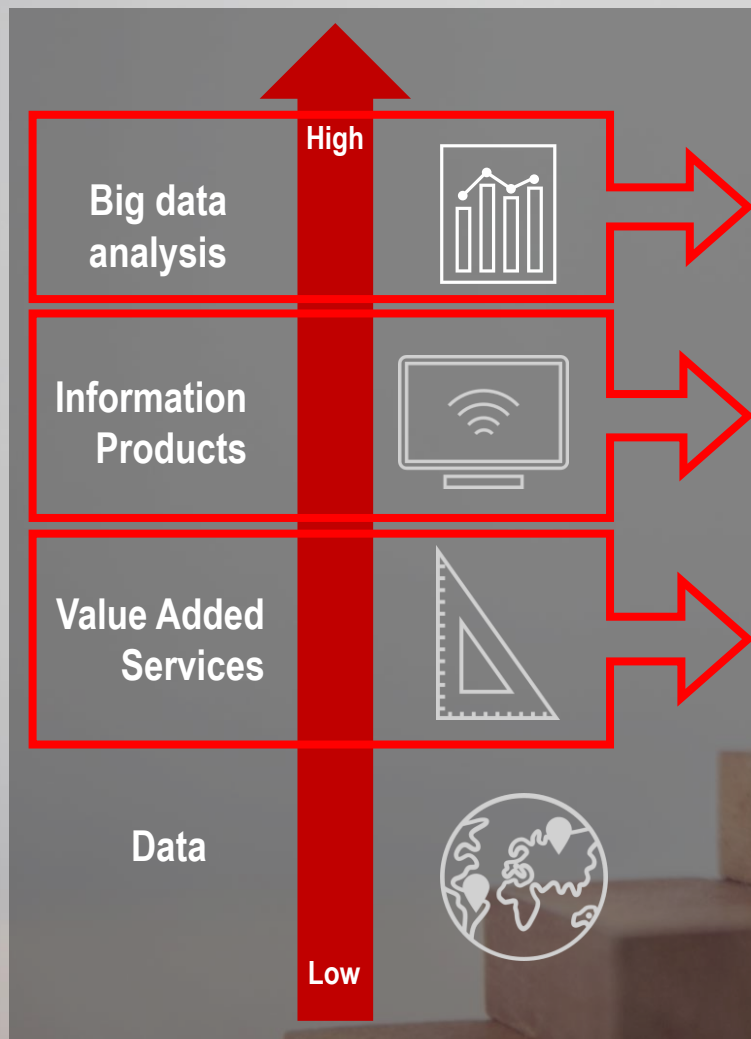 High
Big data
analysis
Information
Products
Value Added
Services
Data
Low